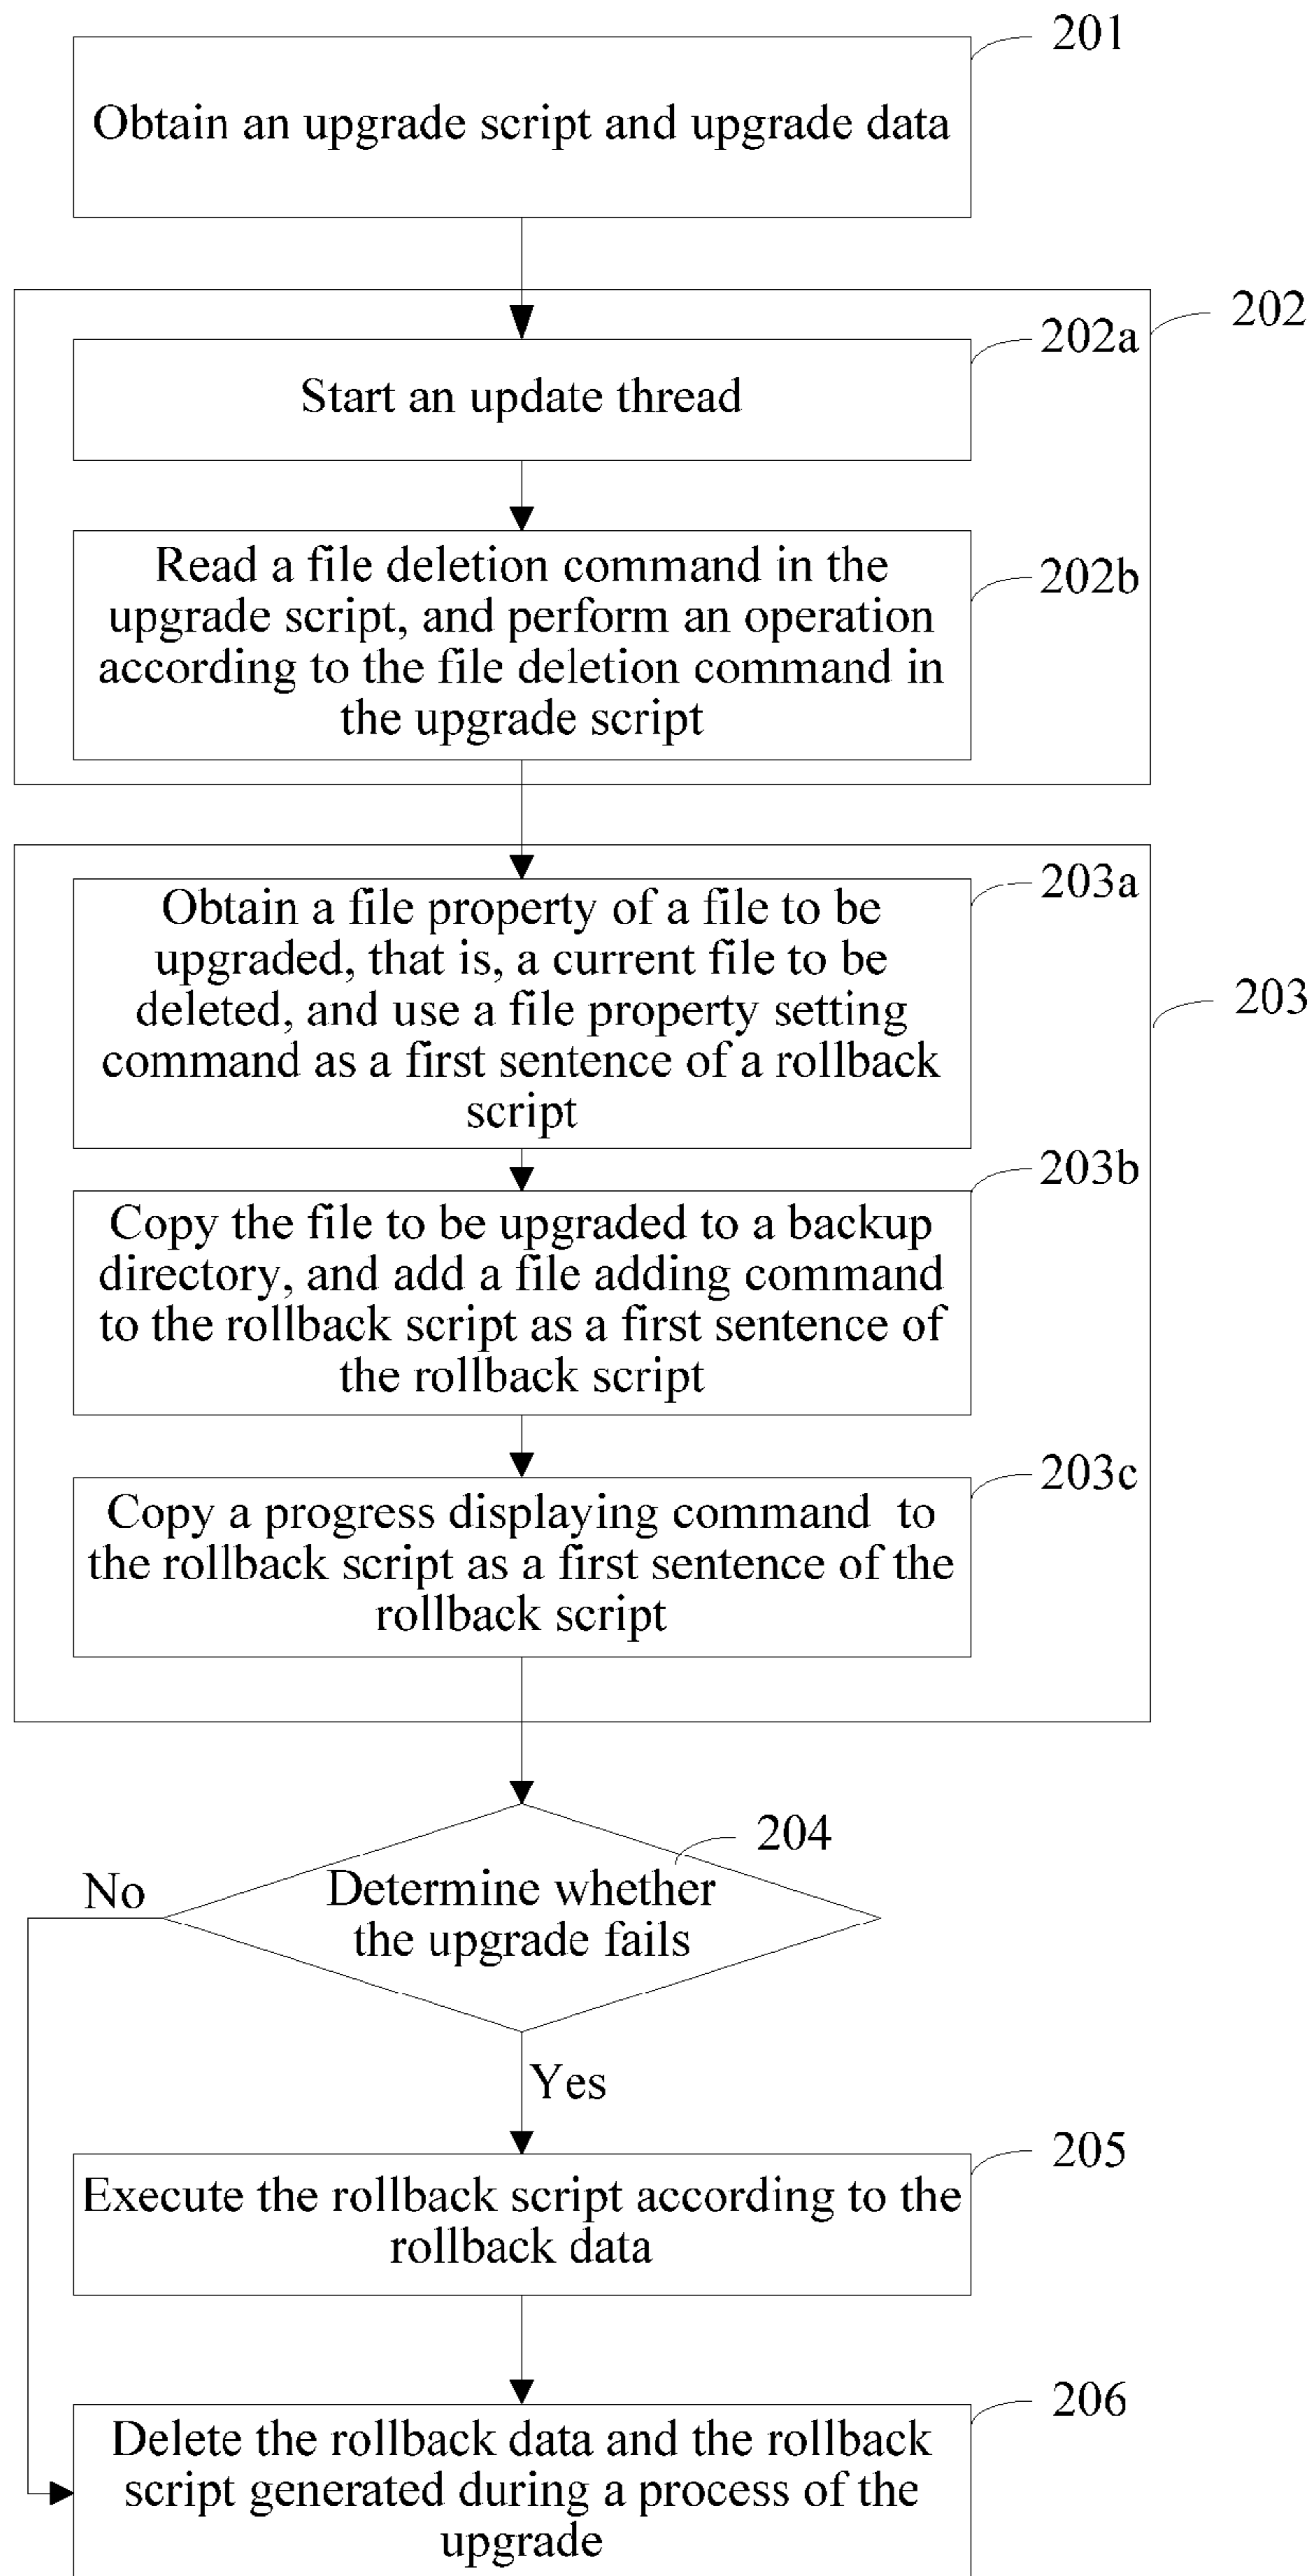 201
Obtain an upgrade script and upgrade data
202
202a
Start an update thread
202b
Read a file deletion command in the
upgrade script, and perform an operation
according to the file deletion command in
the upgrade script
203a
Obtain a file property of a file to be
upgraded, that is, a current file to be
deleted, and use a file property setting
command as a first sentence of a rollback
script
203
203b
Copy the file to be upgraded to a backup
directory, and add a file adding command
to the rollback script as a first sentence of
the rollback script
203c
Copy a progress displaying command to
the rollback script as a first sentence of the
rollback script
204
No
Determine whether
the upgrade fails
Yes
205
Execute the rollback script according to the
rollback data
206
Delete the rollback data and the rollback
script generated during a process of the
upgrade